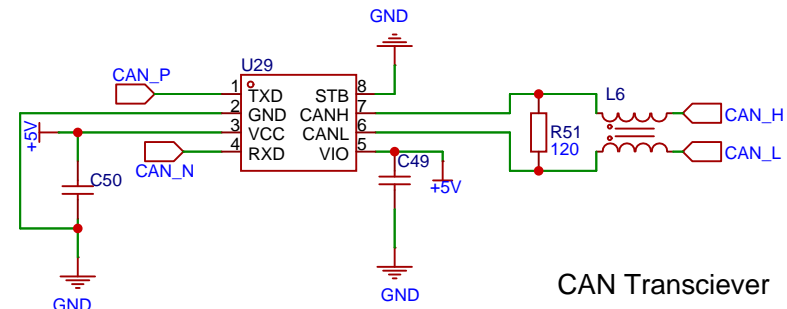 GND
U29
CAN_P
1 TXD STB 8
2 GND CANH 7
3 VCC CANL 6
4 RXD VIO 5
+5V
CAN_N
C50
GND
C49
+5V
GND
R51
120
L6
CAN_H
CAN_L
CAN Transciever